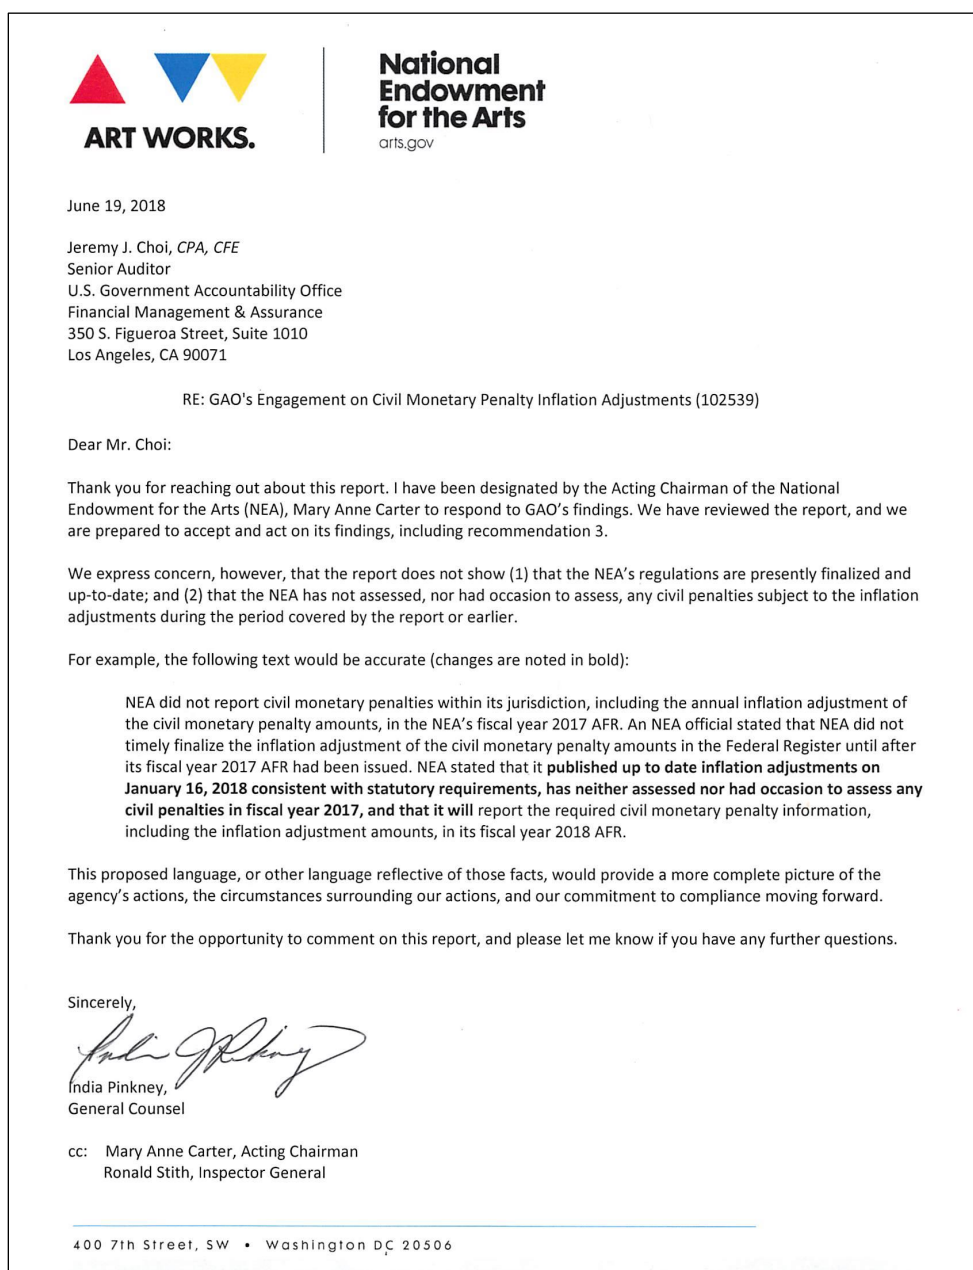 ART WORKS.
National
Endowment
for the Arts
arts.gov
June 19, 2018
Jeremy J. Choi, CPA, CFE
Senior Auditor
U.S. Government Accountability Office
Financial Management & Assurance
350 S. Figueroa Street, Suite 1010
Los Angeles, CA 90071
RE: GAO's Engagement on Civil Monetary Penalty Inflation Adjustments (102539)
Dear Mr. Choi:
Thank you for reaching out about this report. I have been designated by the Acting Chairman of the National
Endowment for the Arts (NEA), Mary Anne Carter to respond to GAO's findings. We have reviewed the report, and we
are prepared to accept and act on its findings, including recommendation 3.
We express concern, however, that the report does not show (1) that the NEA's regulations are presently finalized and
up-to-date; and (2) that the NEA has not assessed, nor had occasion to assess, any civil penalties subject to the inflation
adjustments during the period covered by the report or earlier.
For example, the following text would be accurate (changes are noted in bold):
NEA did not report civil monetary penalties within its jurisdiction, including the annual inflation adjustment of
the civil monetary penalty amounts, in the NEA's fiscal year 2017 AFR. An NEA official stated that NEA did not
timely finalize the inflation adjustment of the civil monetary penalty amounts in the Federal Register until after
its fiscal year 2017 AFR had been issued. NEA stated that it published up to date inflation adjustments on
January 16, 2018 consistent with statutory requirements, has neither assessed nor had occasion to assess any
civil penalties in fiscal year 2017, and that it will report the required civil monetary penalty information,
including the inflation adjustment amounts, in its fiscal year 2018 AFR.
This proposed language, or other language reflective of those facts, would provide a more complete picture of the
agency's actions, the circumstances surrounding our actions, and our commitment to compliance moving forward.
Thank you for the opportunity to comment on this report, and please let me know if you have any further questions.
Sincerely,
India J Pinkney
India Pinkney,
General Counsel
cc: Mary Anne Carter, Acting Chairman
Ronald Stith, Inspector General
400 7th Street, SW • Washington DC 20506